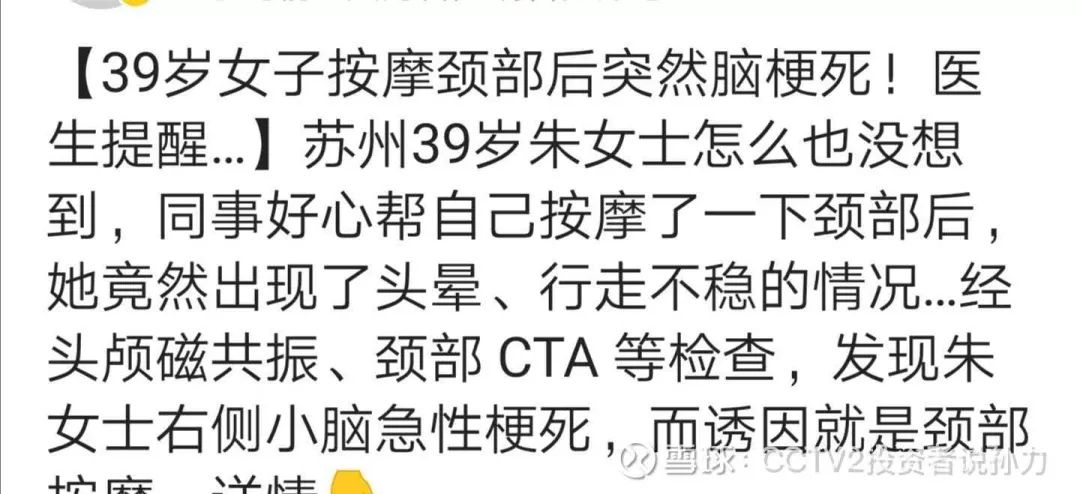 【39岁女子按摩颈部后突然脑梗死！医
生提醒...】苏州39岁朱女士怎么也没想
到，同事好心帮自己按摩了一下颈部后，
她竟然出现了头晕、行走不稳的情况...经
头颅磁共振、颈部 CTA 等检查，发现朱
女士右侧小脑急性梗死，而诱因就是颈部
按摩。详情
雪球：CCTV2投资者说孙力